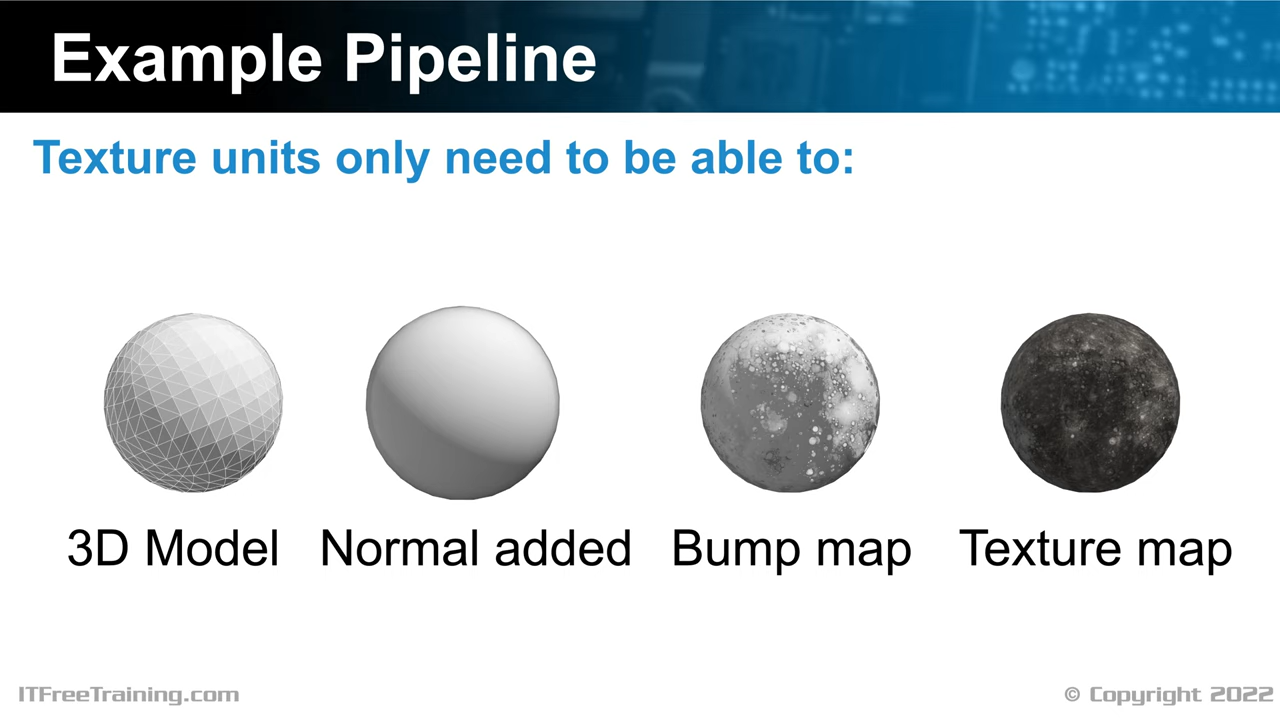 Example Pipeline
Texture units only need to be able to:
3D Model
Normal added
Bump map
Texture map
ITFreeTraining.com
© Copyright 2022